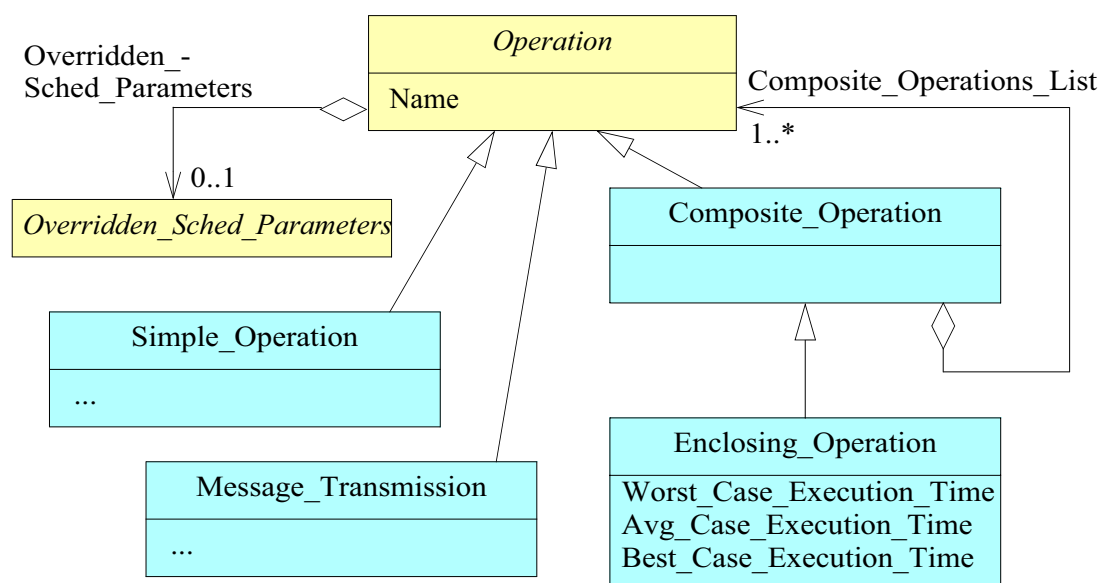 Operation
Name
Overridden_-
Sched_Parameters
0..1
Overridden_Sched_Parameters
Composite_Operations_List
1..*
Composite_Operation
Simple_Operation
...
Message_Transmission
...
Enclosing_Operation
Worst_Case_Execution_Time
Avg_Case_Execution_Time
Best_Case_Execution_Time